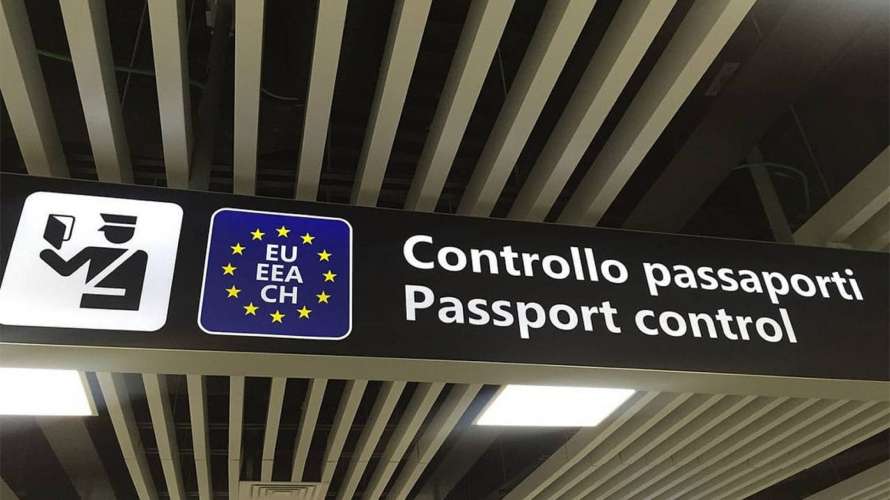 EU
EEA
CH
Controllo passaporti
Passport control